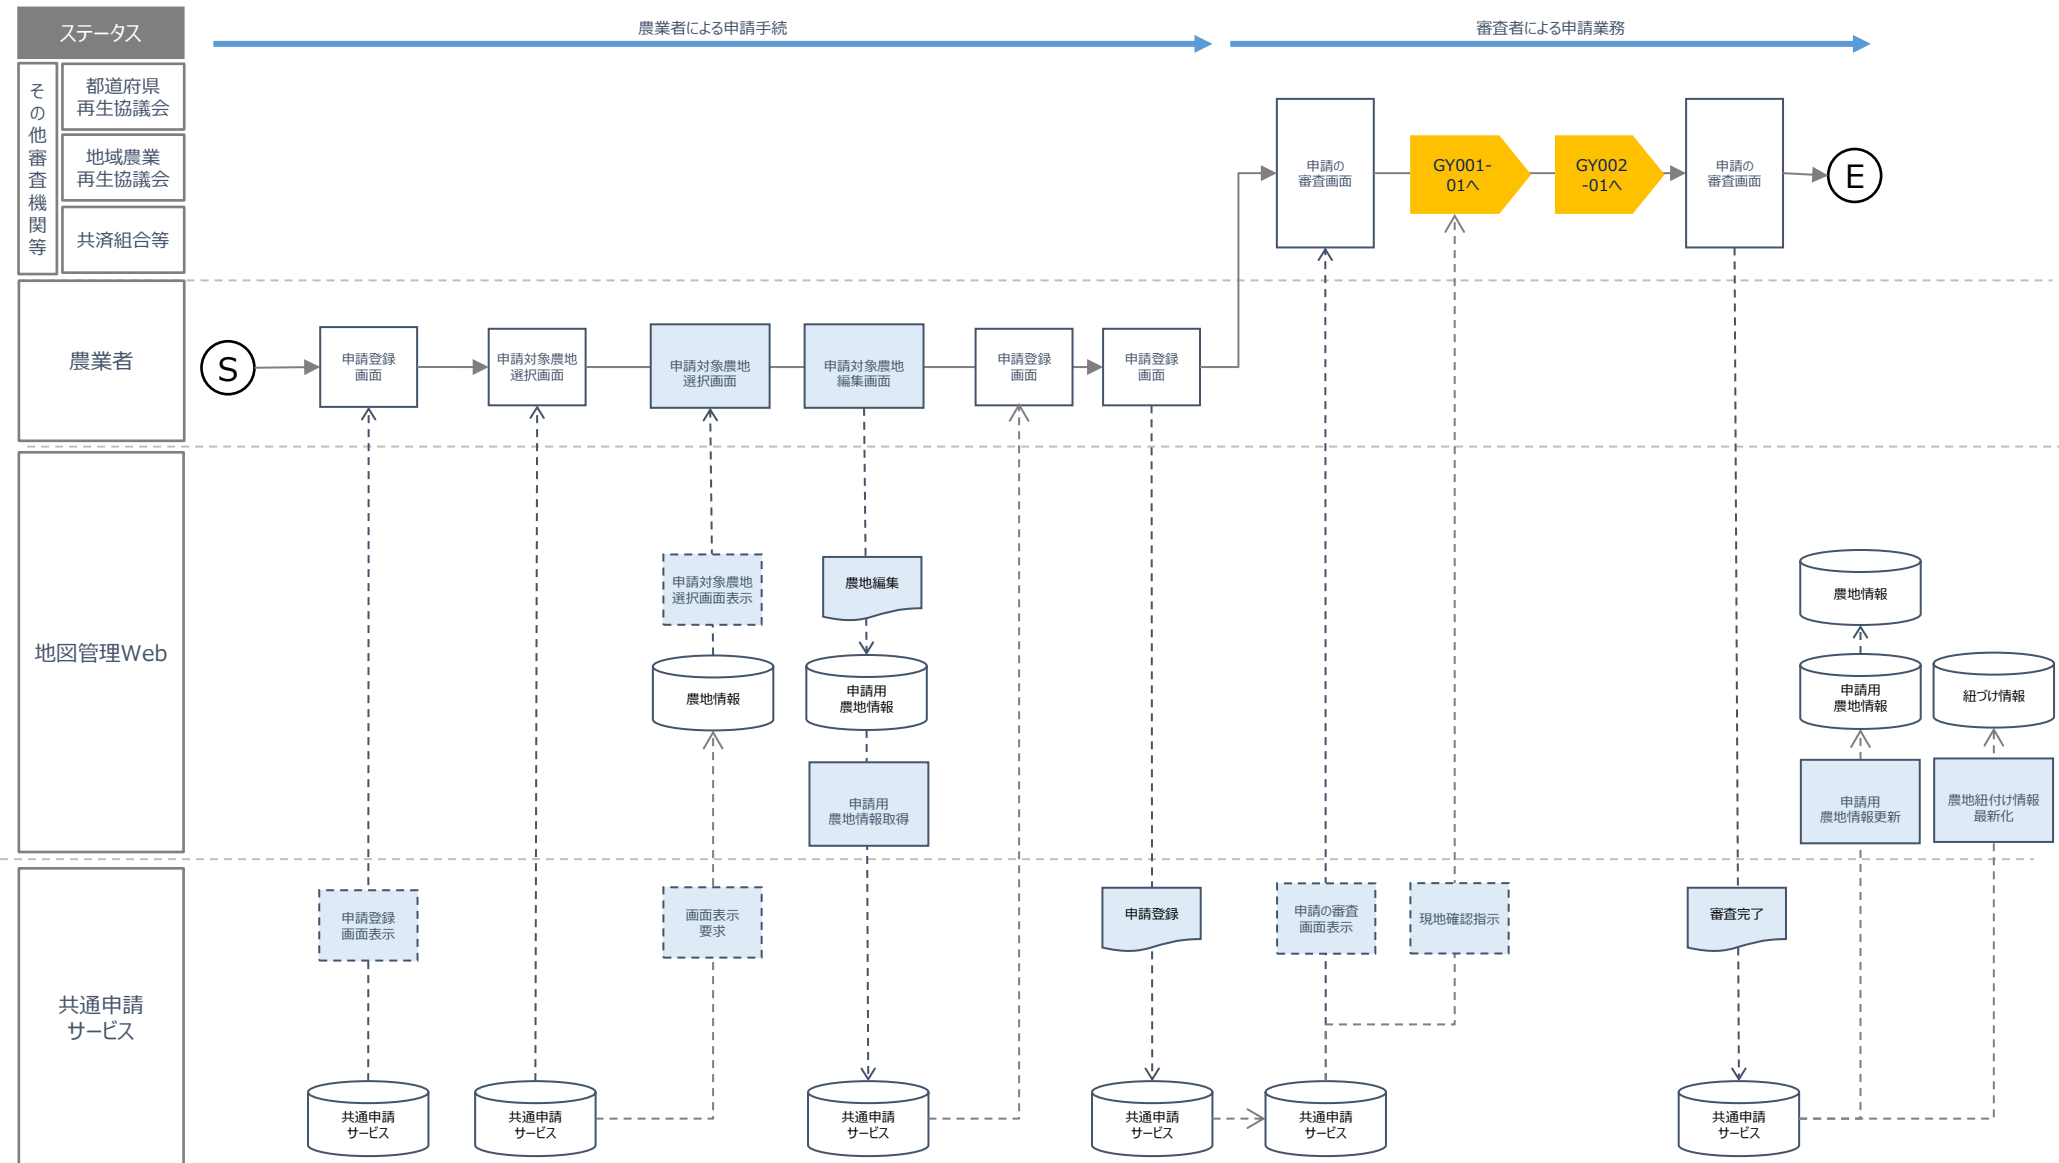 ステータス
農業者による申請手続
審査者による申請業務
その他審査機関等
都道府県
再生協議会
地域農業
再生協議会
共済組合等
申請の
審査画面
GY001-
01へ
GY002
-01へ
申請の
審査画面
E
農業者
S
申請登録
画面
申請対象農地
選択画面
申請対象農地
選択画面
申請対象農地
編集画面
申請登録
画面
申請登録
画面
地図管理Web
申請対象農地
選択画面表示
農地編集
農地情報
農地情報
申請用
農地情報
申請用
農地情報
紐づけ情報
申請用
農地情報取得
申請用
農地情報更新
農地紐付け情報
最新化
共通申請
サービス
申請登録
画面表示
画面表示
要求
申請登録
申請の審査
画面表示
現地確認指示
審査完了
共通申請
サービス
共通申請
サービス
共通申請
サービス
共通申請
サービス
共通申請
サービス
共通申請
サービス